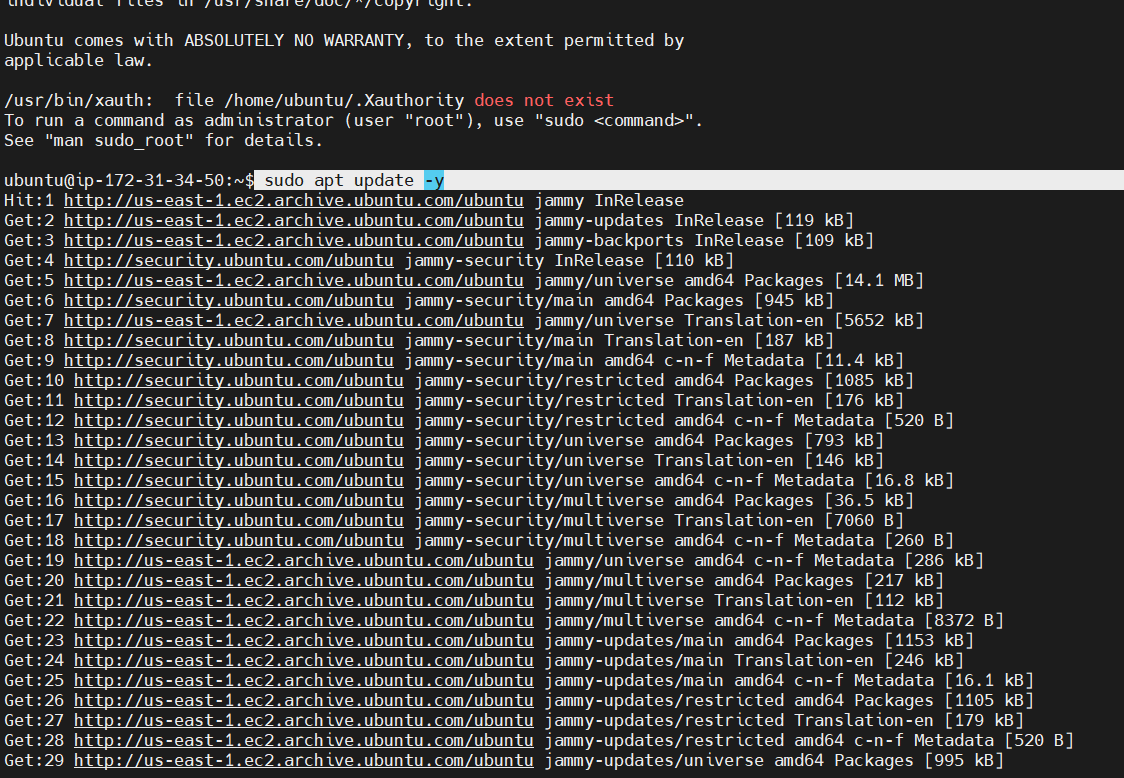 individual files in /usr/share/doc/*/copyright.
Ubuntu comes with ABSOLUTELY NO WARRANTY, to the extent permitted by
applicable law.
/usr/bin/xauth:  file /home/ubuntu/.Xauthority does not exist
To run a command as administrator (user "root"), use "sudo <command>".
See "man sudo_root" for details.
ubuntu@ip-172-31-34-50:~$ sudo apt update -y
Hit:1 http://us-east-1.ec2.archive.ubuntu.com/ubuntu jammy InRelease
Get:2 http://us-east-1.ec2.archive.ubuntu.com/ubuntu jammy-updates InRelease [119 kB]
Get:3 http://us-east-1.ec2.archive.ubuntu.com/ubuntu jammy-backports InRelease [109 kB]
Get:4 http://security.ubuntu.com/ubuntu jammy-security InRelease [110 kB]
Get:5 http://us-east-1.ec2.archive.ubuntu.com/ubuntu jammy/universe amd64 Packages [14.1 MB]
Get:6 http://security.ubuntu.com/ubuntu jammy-security/main amd64 Packages [945 kB]
Get:7 http://us-east-1.ec2.archive.ubuntu.com/ubuntu jammy/universe Translation-en [5652 kB]
Get:8 http://security.ubuntu.com/ubuntu jammy-security/main Translation-en [187 kB]
Get:9 http://security.ubuntu.com/ubuntu jammy-security/main amd64 c-n-f Metadata [11.4 kB]
Get:10 http://security.ubuntu.com/ubuntu jammy-security/restricted amd64 Packages [1085 kB]
Get:11 http://security.ubuntu.com/ubuntu jammy-security/restricted Translation-en [176 kB]
Get:12 http://security.ubuntu.com/ubuntu jammy-security/restricted amd64 c-n-f Metadata [520 B]
Get:13 http://security.ubuntu.com/ubuntu jammy-security/universe amd64 Packages [793 kB]
Get:14 http://security.ubuntu.com/ubuntu jammy-security/universe Translation-en [146 kB]
Get:15 http://security.ubuntu.com/ubuntu jammy-security/universe amd64 c-n-f Metadata [16.8 kB]
Get:16 http://security.ubuntu.com/ubuntu jammy-security/multiverse amd64 Packages [36.5 kB]
Get:17 http://security.ubuntu.com/ubuntu jammy-security/multiverse Translation-en [7060 B]
Get:18 http://security.ubuntu.com/ubuntu jammy-security/multiverse amd64 c-n-f Metadata [260 B]
Get:19 http://us-east-1.ec2.archive.ubuntu.com/ubuntu jammy/universe amd64 c-n-f Metadata [286 kB]
Get:20 http://us-east-1.ec2.archive.ubuntu.com/ubuntu jammy/multiverse amd64 Packages [217 kB]
Get:21 http://us-east-1.ec2.archive.ubuntu.com/ubuntu jammy/multiverse Translation-en [112 kB]
Get:22 http://us-east-1.ec2.archive.ubuntu.com/ubuntu jammy/multiverse amd64 c-n-f Metadata [8372 B]
Get:23 http://us-east-1.ec2.archive.ubuntu.com/ubuntu jammy-updates/main amd64 Packages [1153 kB]
Get:24 http://us-east-1.ec2.archive.ubuntu.com/ubuntu jammy-updates/main Translation-en [246 kB]
Get:25 http://us-east-1.ec2.archive.ubuntu.com/ubuntu jammy-updates/main amd64 c-n-f Metadata [16.1 kB]
Get:26 http://us-east-1.ec2.archive.ubuntu.com/ubuntu jammy-updates/restricted amd64 Packages [1105 kB]
Get:27 http://us-east-1.ec2.archive.ubuntu.com/ubuntu jammy-updates/restricted Translation-en [179 kB]
Get:28 http://us-east-1.ec2.archive.ubuntu.com/ubuntu jammy-updates/restricted amd64 c-n-f Metadata [520 B]
Get:29 http://us-east-1.ec2.archive.ubuntu.com/ubuntu jammy-updates/universe amd64 Packages [995 kB]